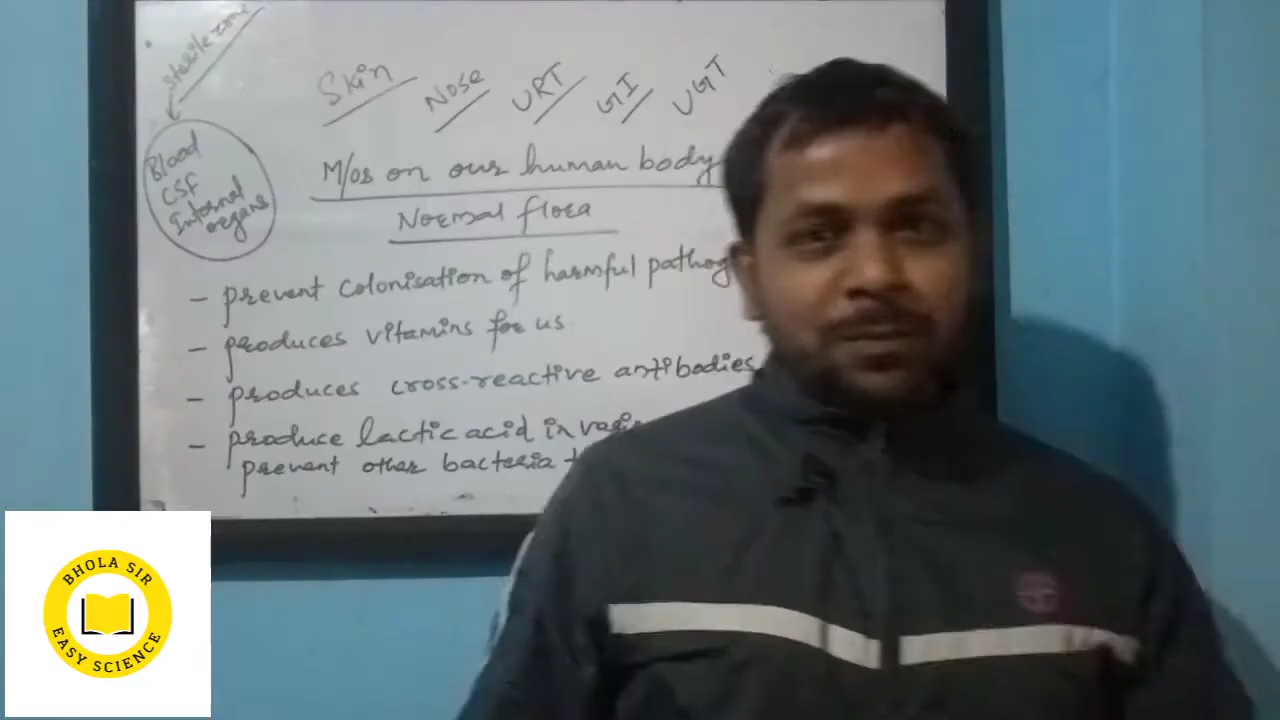 sterile zone
Skin Nose URT GI UGT
Blood
CSF
Internal
organs
M/os on our human body
Normal flora
- prevent colonisation of harmful pathog
- produces vitamins for us.
- produces cross-reactive antibodies
- produce lactic acid in vagin
prevent other bacteria t
BHOLA SIR
EASY SCIENCE